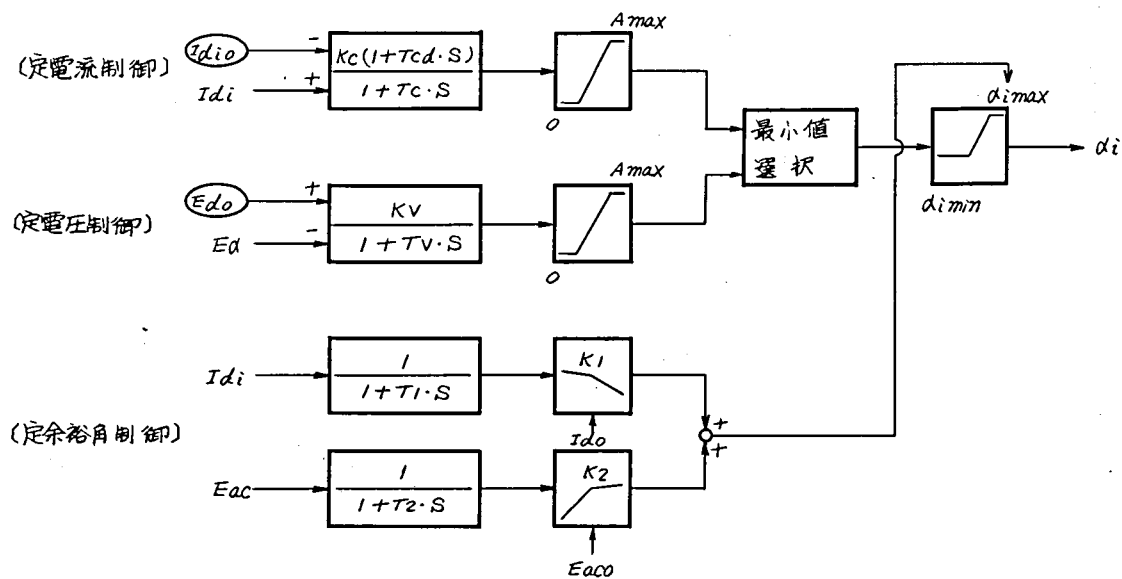 Amax
(定電流制御)
Idio
−
Kc(1+Tcd·S)
1+Tc·S
+
Idi
0
αimax
最小値
選択
αi
αimin
Amax
(定電圧制御)
Edo
+
Kv
1+Tv·S
−
Ed
0
Idi
1
1+T1·S
K1
Ido
(定余裕角制御)
+
+
Eac
1
1+T2·S
K2
Eaco